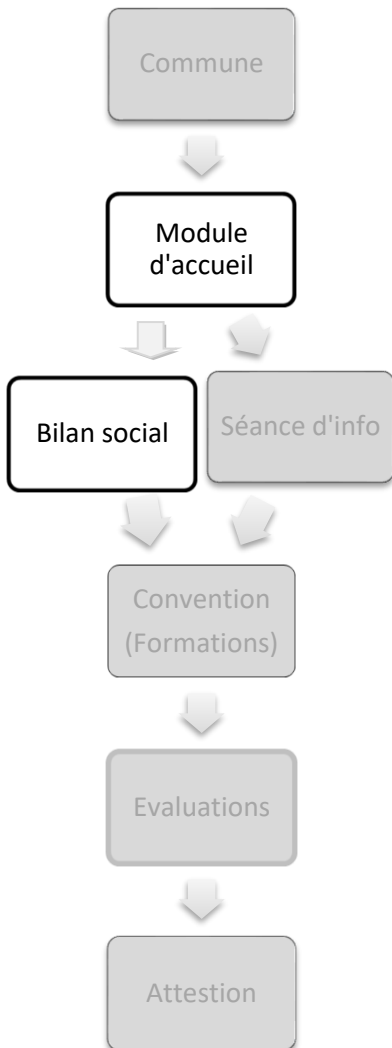 Commune
Module
d'accueil
Bilan social
Séance d'info
Convention
(Formations)
Evaluations
Attestion